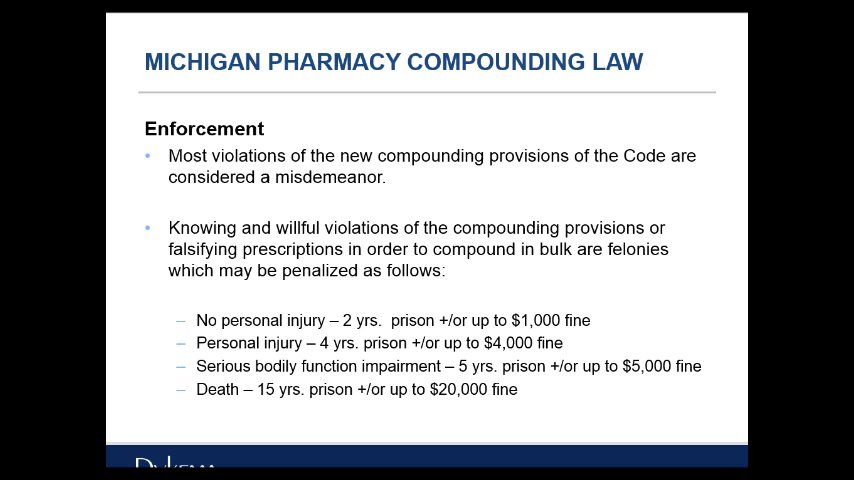 MICHIGAN PHARMACY COMPOUNDING LAW
Enforcement
• Most violations of the new compounding provisions of the Code are
considered a misdemeanor.
• Knowing and willful violations of the compounding provisions or
falsifying prescriptions in order to compound in bulk are felonies
which may be penalized as follows:
– No personal injury – 2 yrs. prison +/or up to $1,000 fine
– Personal injury – 4 yrs. prison +/or up to $4,000 fine
– Serious bodily function impairment – 5 yrs. prison +/or up to $5,000 fine
– Death – 15 yrs. prison +/or up to $20,000 fine
Dykema